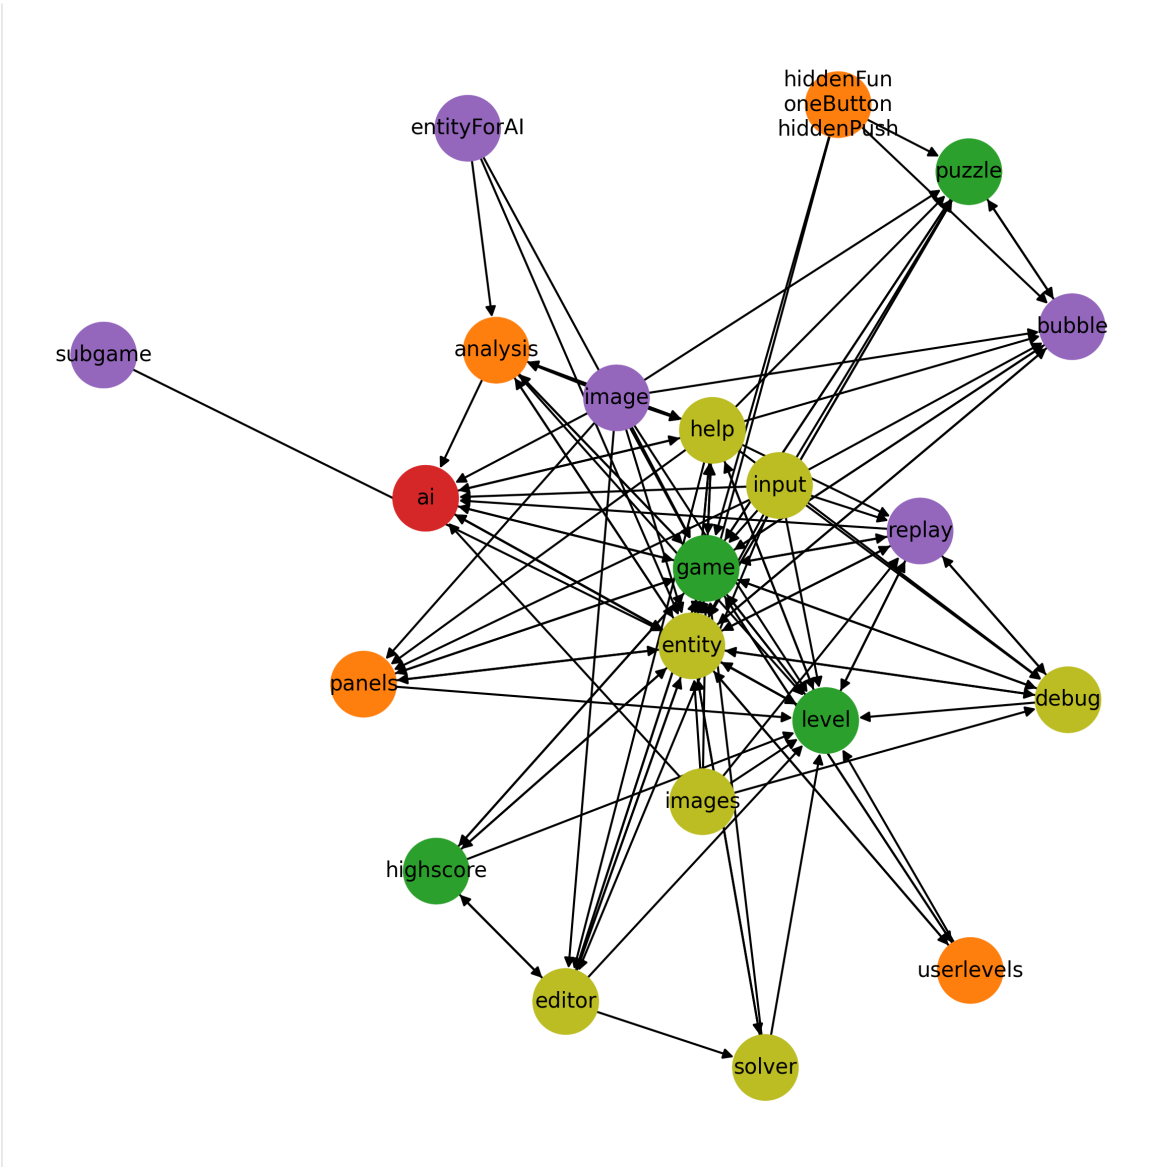 hiddenFun
oneButton
hiddenPush
entityForAI
puzzle
bubble
subgame
analysis
image
help
input
ai
replay
game
entity
panels
debug
level
images
highscore
userlevels
editor
solver